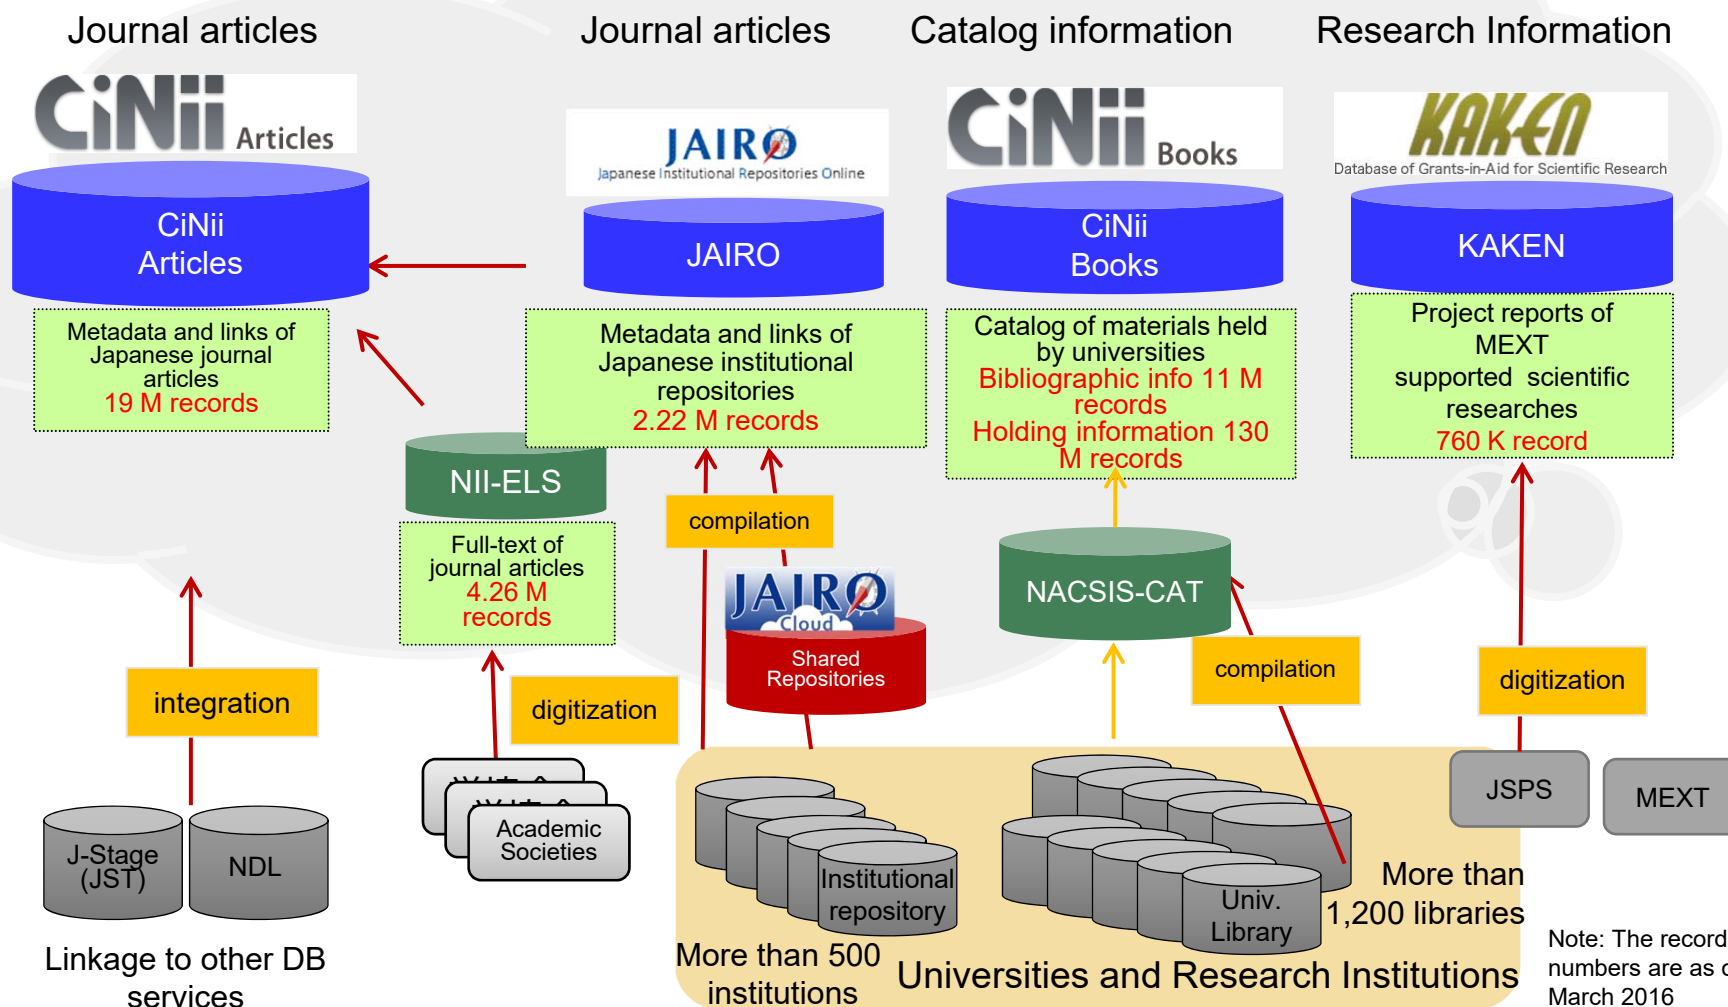 Journal articles
Journal articles
Catalog information
Research Information
CiNii Articles
JAIRO
Japanese Institutional Repositories Online
CiNii Books
KAKEN
Database of Grants-in-Aid for Scientific Research
CiNii
Articles
JAIRO
CiNii
Books
KAKEN
Metadata and links of
Japanese journal
articles
19 M records
Metadata and links of
Japanese institutional
repositories
2.22 M records
Catalog of materials held
by universities
Bibliographic info 11 M
records
Holding information 130
M records
Project reports of
MEXT
supported scientific
researches
760 K record
NII-ELS
Full-text of
journal articles
4.26 M
records
compilation
JAIRO
Cloud
Shared
Repositories
NACSIS-CAT
integration
digitization
compilation
digitization
J-Stage
(JST)
NDL
Academic
Societies
Institutional
repository
Univ.
Library
More than
1,200 libraries
JSPS
MEXT
Linkage to other DB
services
More than 500
institutions
Universities and Research Institutions
Note: The record
numbers are as
March 2016